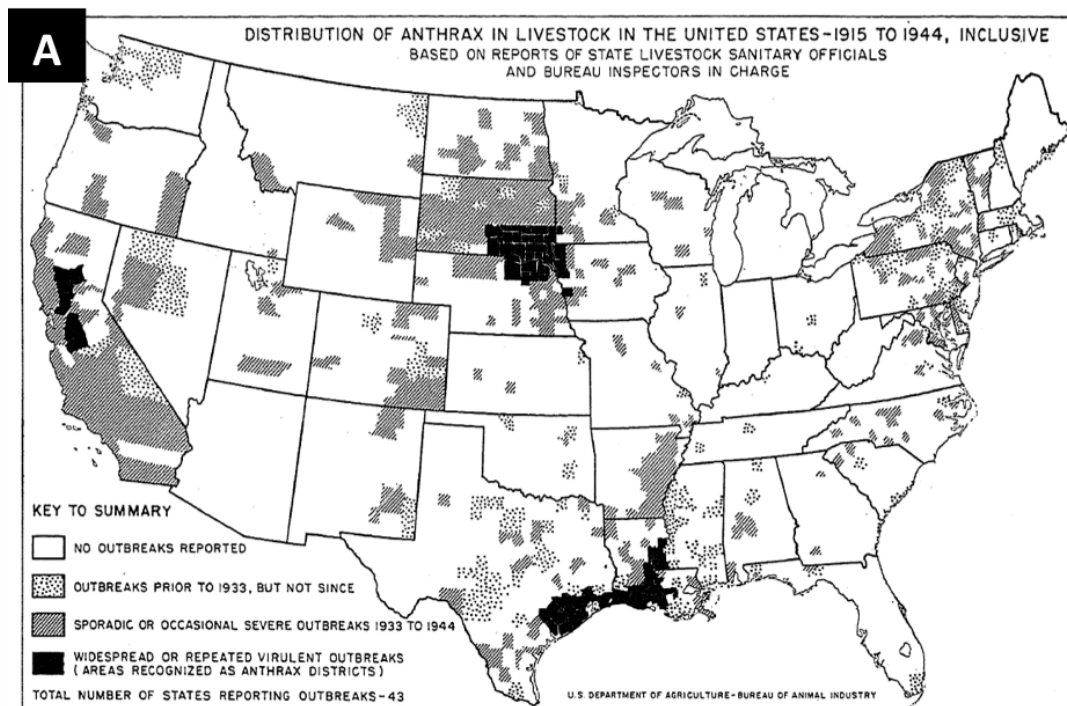 A
DISTRIBUTION OF ANTHRAX IN LIVESTOCK IN THE UNITED STATES-1915 TO 1944, INCLUSIVE
BASED ON REPORTS OF STATE LIVESTOCK SANITARY OFFICIALS
AND BUREAU INSPECTORS IN CHARGE
KEY TO SUMMARY
NO OUTBREAKS REPORTED
OUTBREAKS PRIOR TO 1933, BUT NOT SINCE
SPORADIC OR OCCASIONAL SEVERE OUTBREAKS 1933 TO 1944
WIDESPREAD OR REPEATED VIRULENT OUTBREAKS
(AREAS RECOGNIZED AS ANTHRAX DISTRICTS)
TOTAL NUMBER OF STATES REPORTING OUTBREAKS-43
U.S. DEPARTMENT OF AGRICULTURE-BUREAU OF ANIMAL INDUSTRY